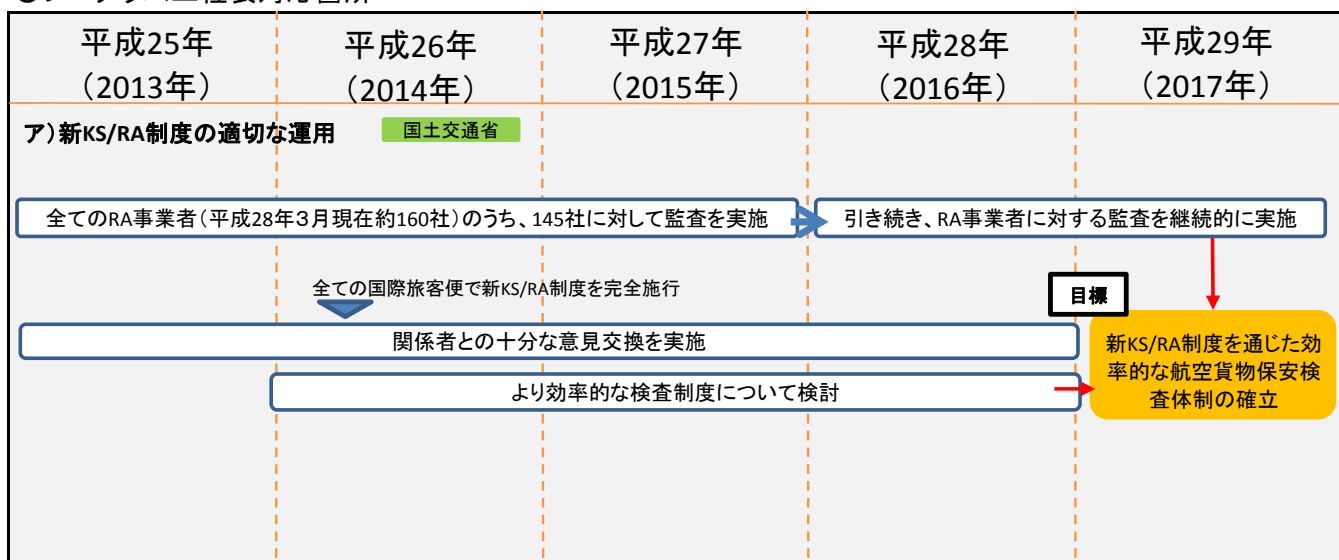 平成25年
(2013年)
平成26年
(2014年)
平成27年
(2015年)
平成28年
(2016年)
平成29年
(2017年)
ア)新KS/RA制度の適切な運用
国土交通省
全てのRA事業者(平成28年3月現在約160社)のうち、145社に対して監査を実施
引き続き、RA事業者に対する監査を継続的に実施
全ての国際旅客便で新KS/RA制度を完全施行
目標
関係者との十分な意見交換を実施
より効率的な検査制度について検討
新KS/RA制度を通じた効
率的な航空貨物保安検
査体制の確立